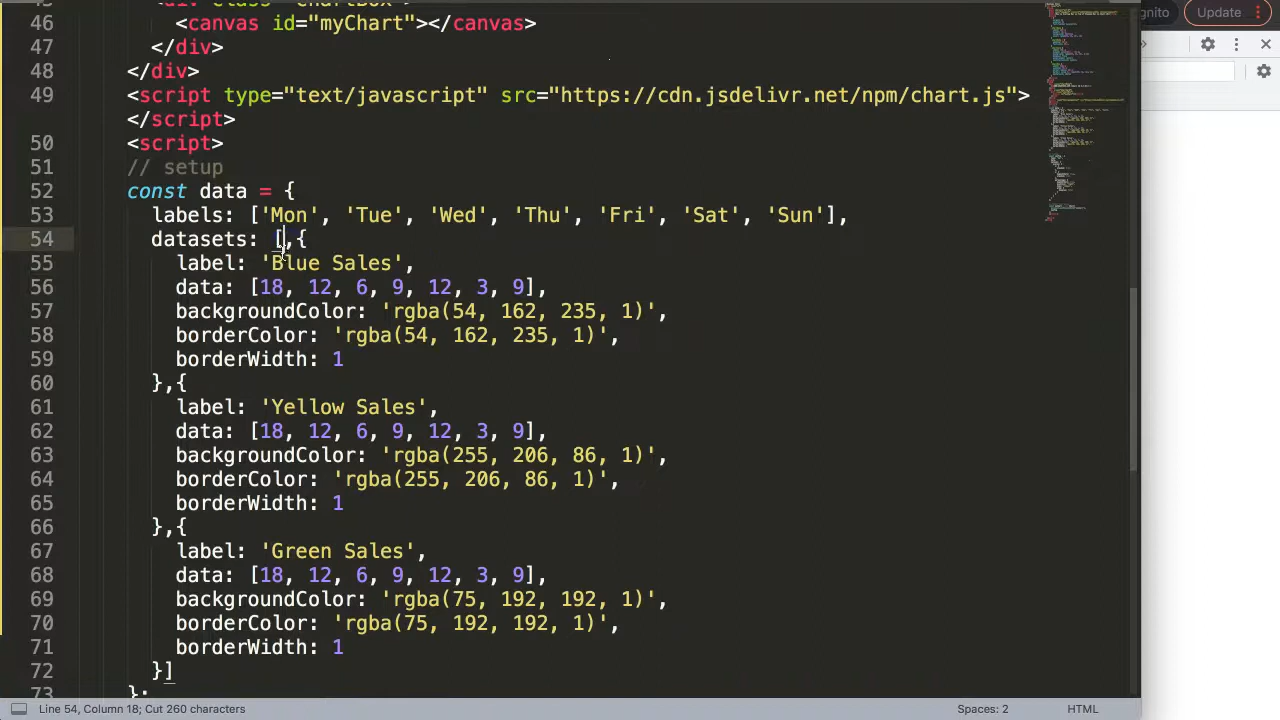 45 <div class="chartBox">
46 <canvas id="myChart"></canvas>
47 </div>
48 </div>
49 <script type="text/javascript" src="https://cdn.jsdelivr.net/npm/chart.js">
</script>
50 <script>
51 // setup
52 const data = {
53 labels: ['Mon', 'Tue', 'Wed', 'Thu', 'Fri', 'Sat', 'Sun'],
54 datasets: [,{
55 label: 'Blue Sales',
56 data: [18, 12, 6, 9, 12, 3, 9],
57 backgroundColor: 'rgba(54, 162, 235, 1)',
58 borderColor: 'rgba(54, 162, 235, 1)',
59 borderWidth: 1
60 },{
61 label: 'Yellow Sales',
62 data: [18, 12, 6, 9, 12, 3, 9],
63 backgroundColor: 'rgba(255, 206, 86, 1)',
64 borderColor: 'rgba(255, 206, 86, 1)',
65 borderWidth: 1
66 },{
67 label: 'Green Sales',
68 data: [18, 12, 6, 9, 12, 3, 9],
69 backgroundColor: 'rgba(75, 192, 192, 1)',
70 borderColor: 'rgba(75, 192, 192, 1)',
71 borderWidth: 1
72 }]
73 };
Line 54, Column 18; Cut 260 characters
Spaces: 2
HTML
gnito
Update